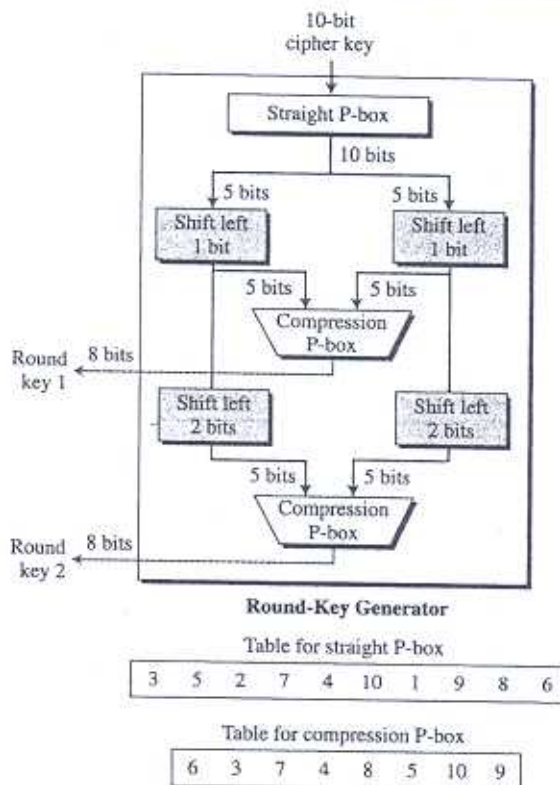 10-bit
cipher key
Straight P-box
10 bits
5 bits 5 bits
Shift left
1 bit
Shift left
1 bit
5 bits 5 bits
Compression
P-box
Round
key 1
8 bits
Shift left
2 bits
Shift left
2 bits
5 bits 5 bits
Compression
P-box
Round
key 2
8 bits
Round-Key Generator
Table for straight P-box
3 5 2 7 4 10 1 9 8 6
Table for compression P-box
6 3 7 4 8 5 10 9